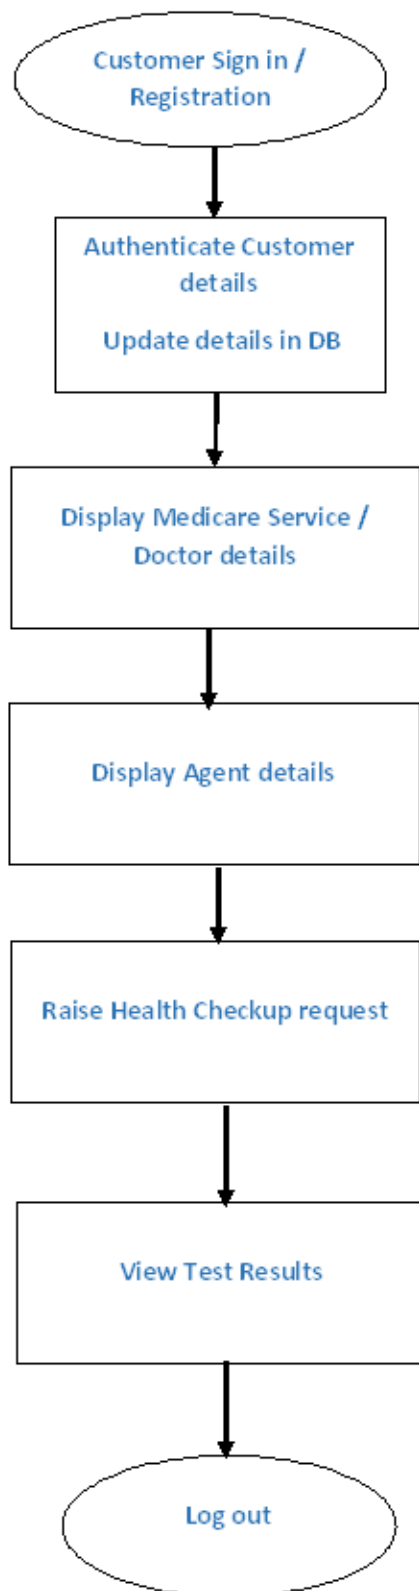 Customer Sign in /
Registration
Authenticate Customer
details
Update details in DB
Display Medicare Service /
Doctor details
Display Agent details
Raise Health Checkup request
View Test Results
Log out